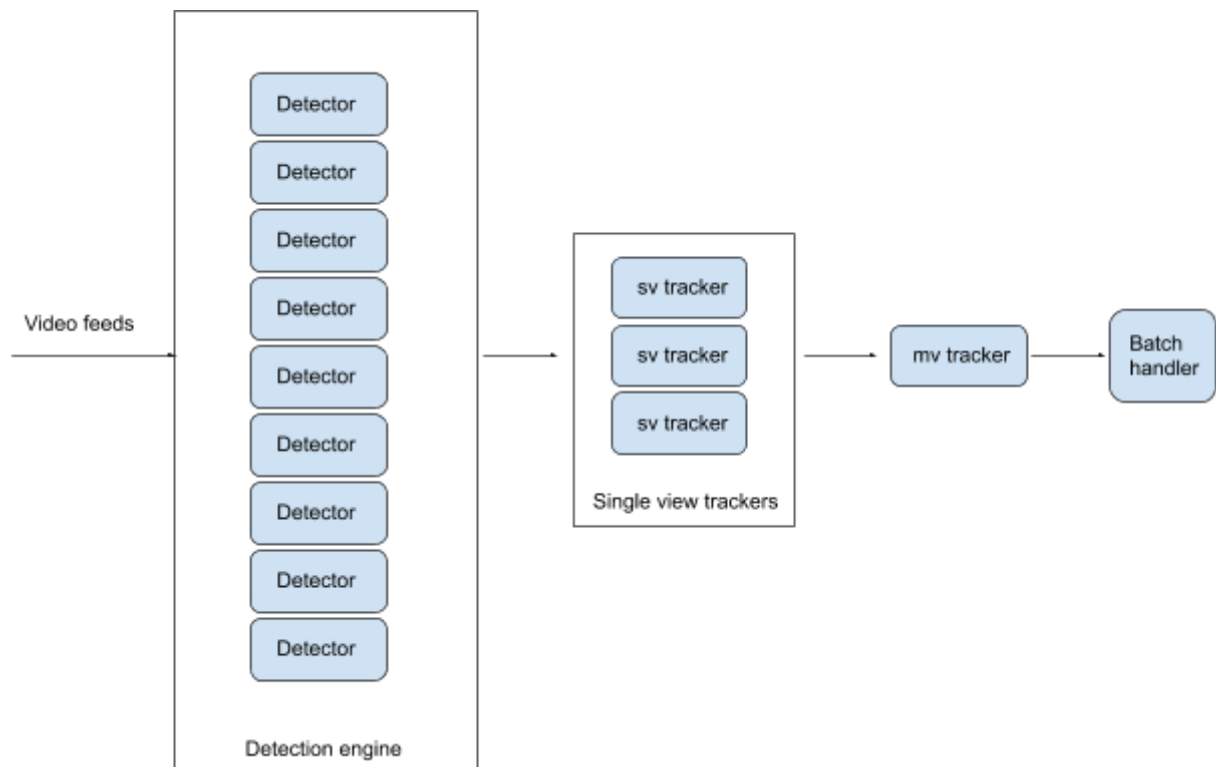 Video feeds
Detector
Detector
Detector
Detector
Detector
Detector
Detector
Detector
Detector
Detection engine
sv tracker
sv tracker
sv tracker
Single view trackers
mv tracker
Batch
handler